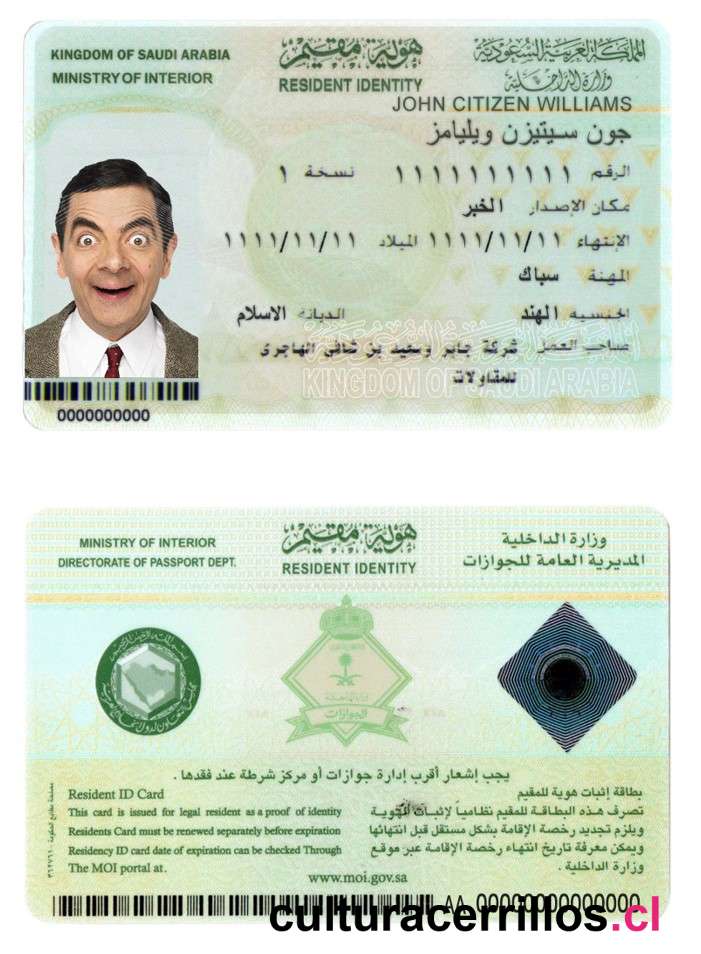 KINGDOM OF SAUDI ARABIA
MINISTRY OF INTERIOR
هوية مقيم
RESIDENT IDENTITY
المملكة العربية السعودية
وزارة الداخلية
JOHN CITIZEN WILLIAMS
جون سيتيزن ويليامز
الرقم ١١١١١١١١١١ نسخة ١
مكان الإصدار الخبر
الإنتهاء ١١١١/١١/١١ الميلاد ١١١١/١١/١١
المهنة سباك
الجنسية الهند الديانة الاسلام
صاحب العمل شركة جابر وسعيد بن شافي الهاجرى
للمقاولات
KINGDOM OF SAUDI ARABIA
0000000000
MINISTRY OF INTERIOR
DIRECTORATE OF PASSPORT DEPT.
هوية مقيم
RESIDENT IDENTITY
وزارة الداخلية
المديرية العامة للجوازات
الجوازات
يجب إشعار أقرب إدارة جوازات أو مركز شرطة عند فقدها .
Resident ID Card
This card is issued for legal resident as a proof of identity
Residents Card must be renewed separately before expiration
Residency ID card date of expiration can be checked Through
The MOI portal at.
بطاقة إثبات هوية للمقيم
تصرف هذه البطاقة للمقيم نظامياً لإثبات الهوية
ويلزم تجديد رخصة الإقامة بشكل مستقل قبل انتهائها
ويمكن معرفة تاريخ انتهاء رخصة الإقامة عبر موقع
وزارة الداخلية .
www.moi.gov.sa
AA 00000000000000
culturacerrillos.cl